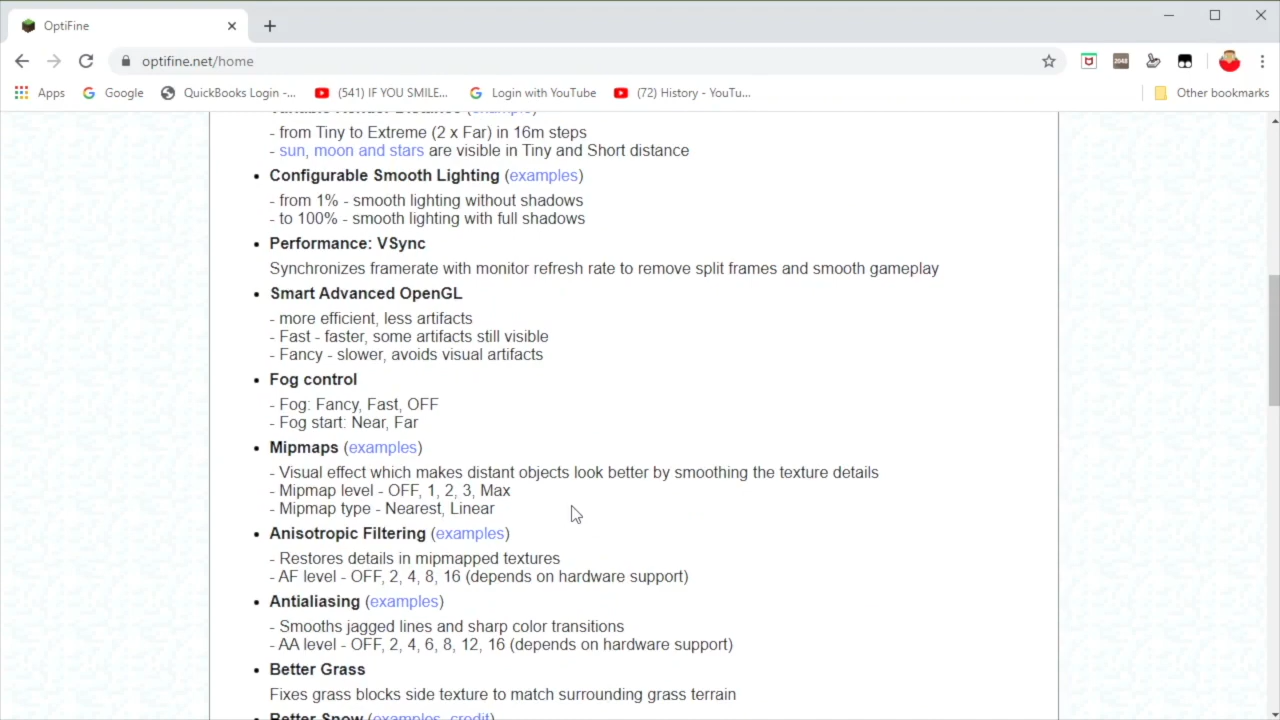 OptiFine
optifine.net/home
2048
Apps
Google
QuickBooks Login -...
(541) IF YOU SMILE...
Login with YouTube
(72) History - YouTu...
Other bookmarks
Variable Render Distance (example)
- from Tiny to Extreme (2 x Far) in 16m steps
- sun, moon and stars are visible in Tiny and Short distance
• Configurable Smooth Lighting (examples)
- from 1% - smooth lighting without shadows
- to 100% - smooth lighting with full shadows
• Performance: VSync
Synchronizes framerate with monitor refresh rate to remove split frames and smooth gameplay
• Smart Advanced OpenGL
- more efficient, less artifacts
- Fast - faster, some artifacts still visible
- Fancy - slower, avoids visual artifacts
• Fog control
- Fog: Fancy, Fast, OFF
- Fog start: Near, Far
• Mipmaps (examples)
- Visual effect which makes distant objects look better by smoothing the texture details
- Mipmap level - OFF, 1, 2, 3, Max
- Mipmap type - Nearest, Linear
• Anisotropic Filtering (examples)
- Restores details in mipmapped textures
- AF level - OFF, 2, 4, 8, 16 (depends on hardware support)
• Antialiasing (examples)
- Smooths jagged lines and sharp color transitions
- AA level - OFF, 2, 4, 6, 8, 12, 16 (depends on hardware support)
• Better Grass
Fixes grass blocks side texture to match surrounding grass terrain
• Better Snow (examples, credit)